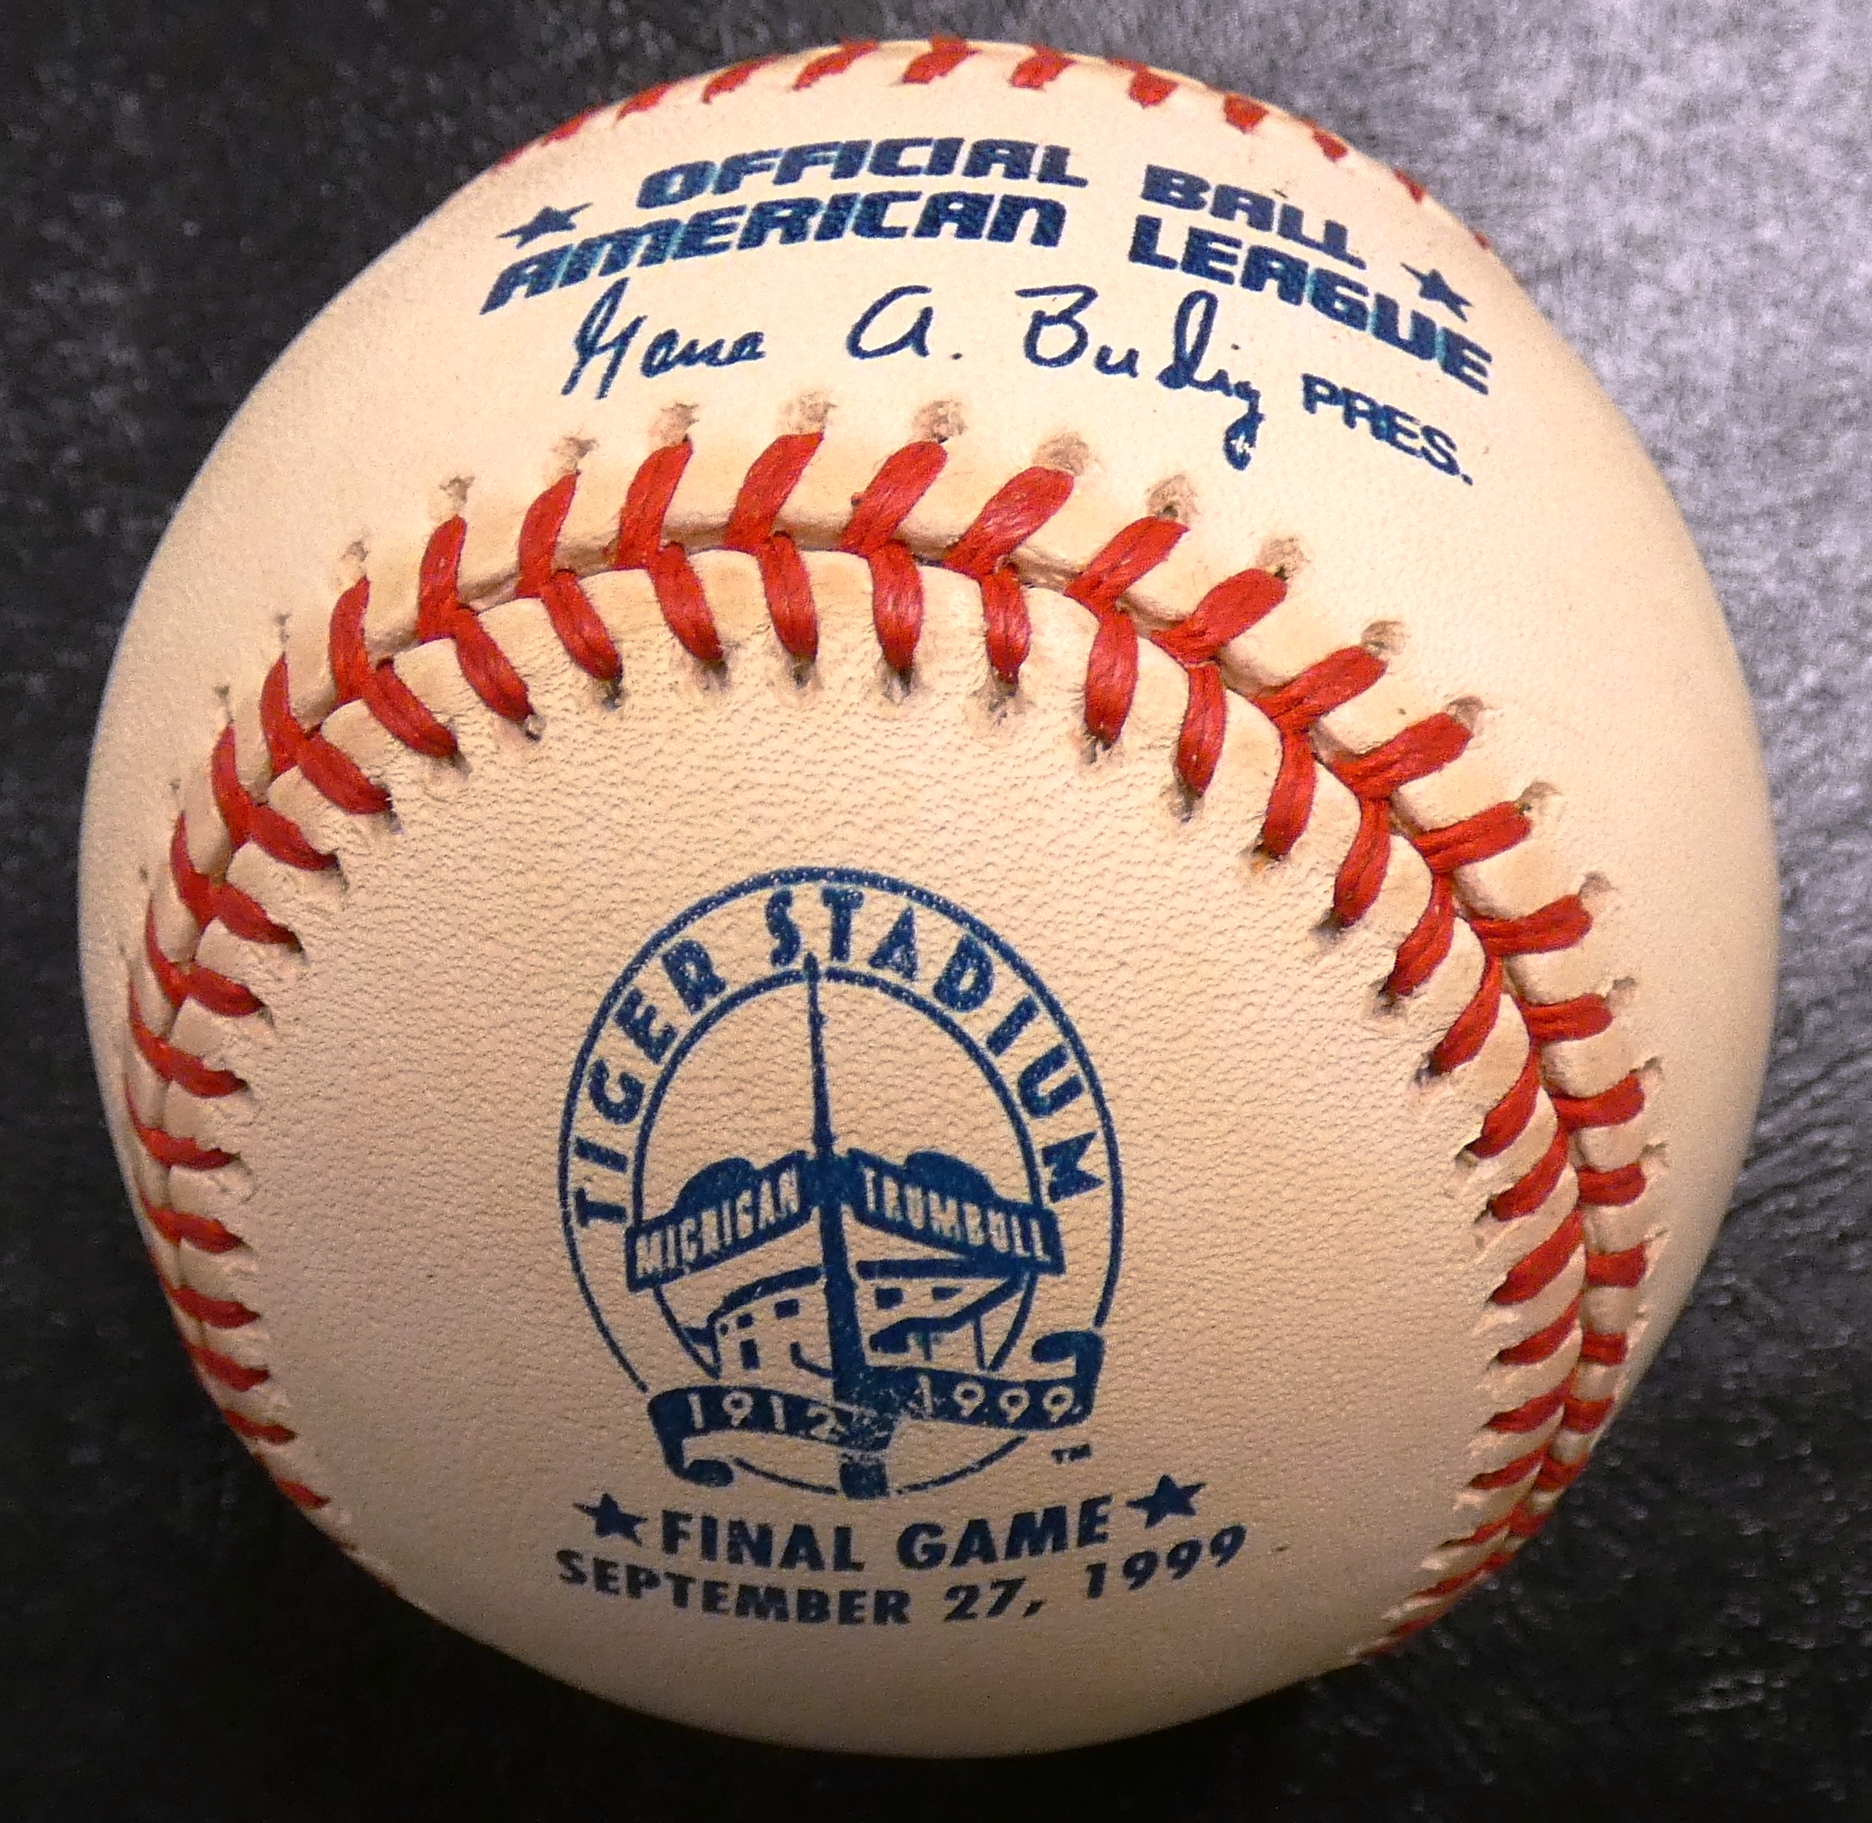 ★ OFFICIAL BALL ★
AMERICAN LEAGUE
Gene A. Budig PRES.
TIGER STADIUM
MICHIGAN TRUMBULL
1912 1999
TM
★ FINAL GAME ★
SEPTEMBER 27, 1999